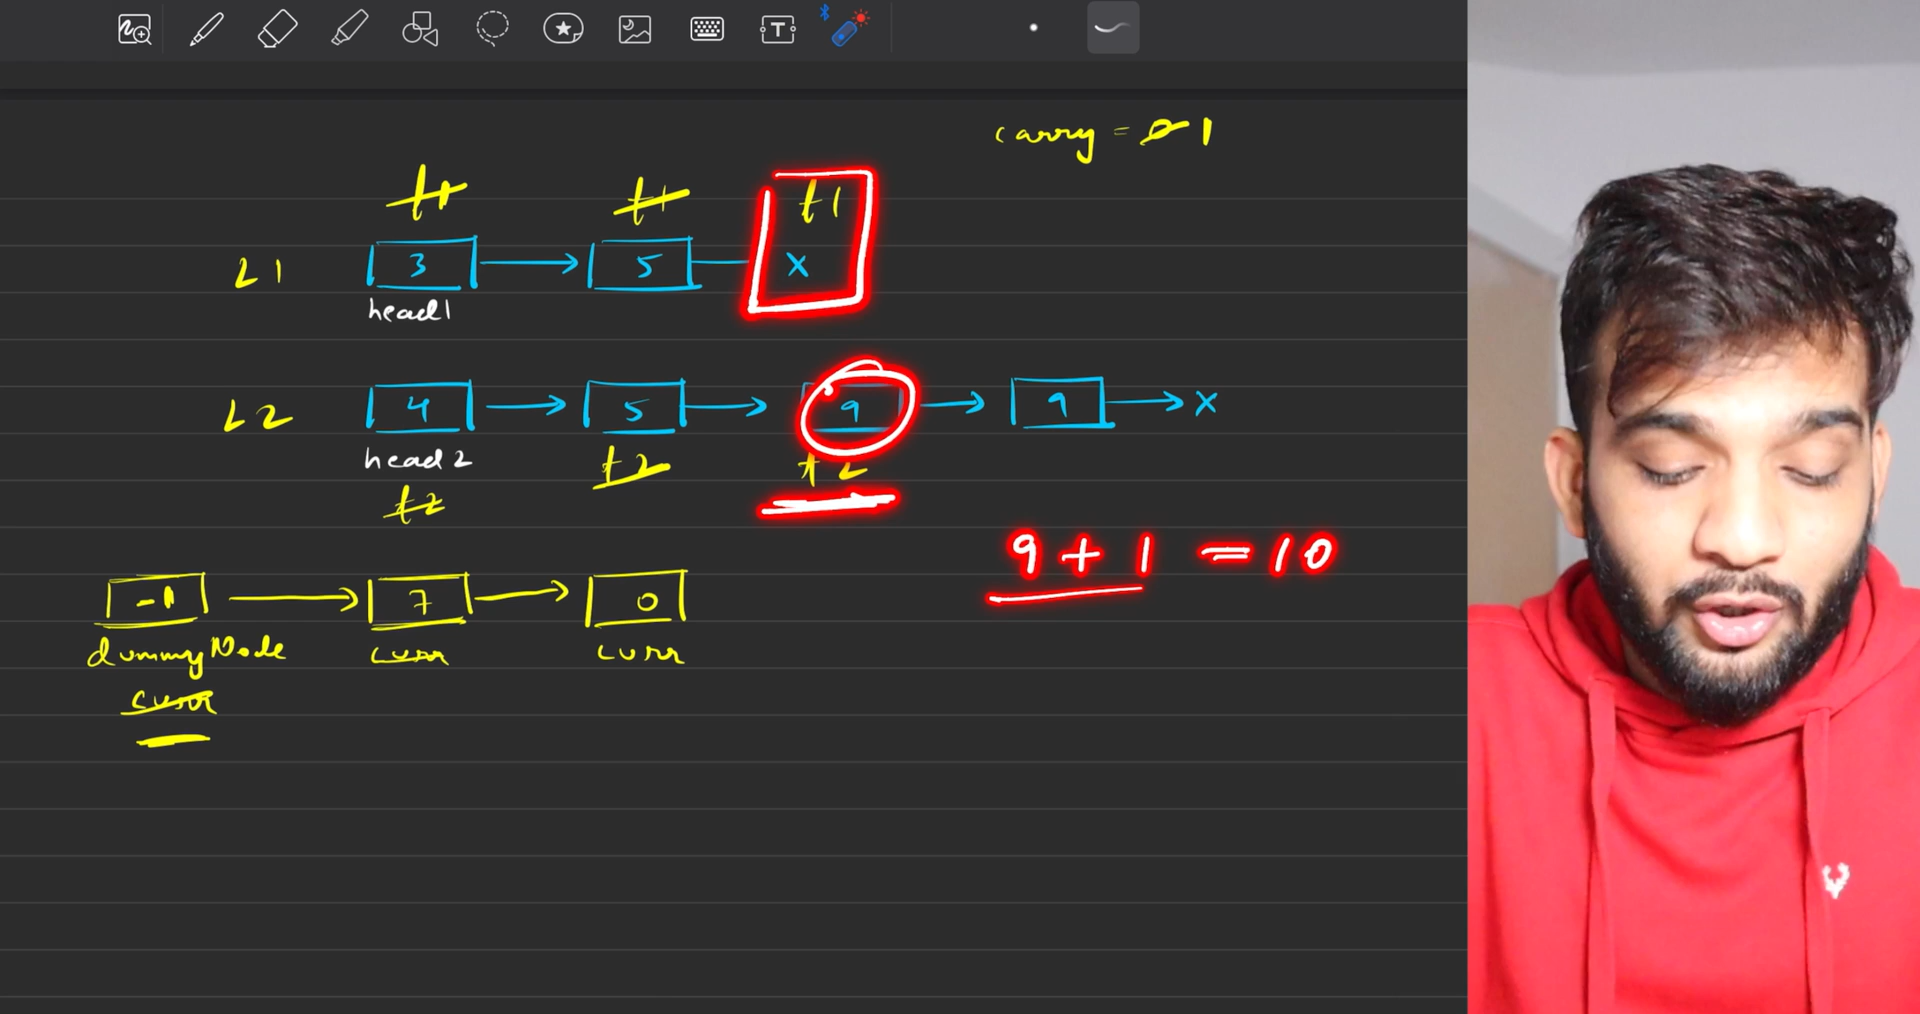 carry = 0 1
t1 t1 t1
L1 3 5 x
head1
L2 4 5 9 9 x
head2 t2 t2
t2
9 + 1 = 10
-1 7 0
dummyNode curr curr
curr